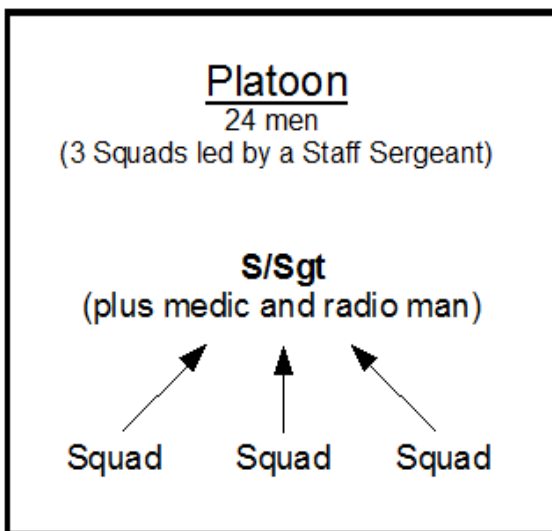 Platoon
24 men
(3 Squads led by a Staff Sergeant)
S/Sgt
(plus medic and radio man)
Squad Squad Squad